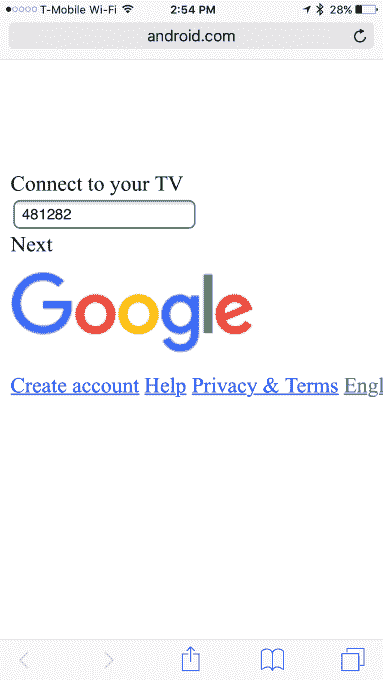 T-Mobile Wi-Fi 2:54 PM 28%
android.com
Connect to your TV
481282
Next
Google
Create account Help Privacy & Terms Engl